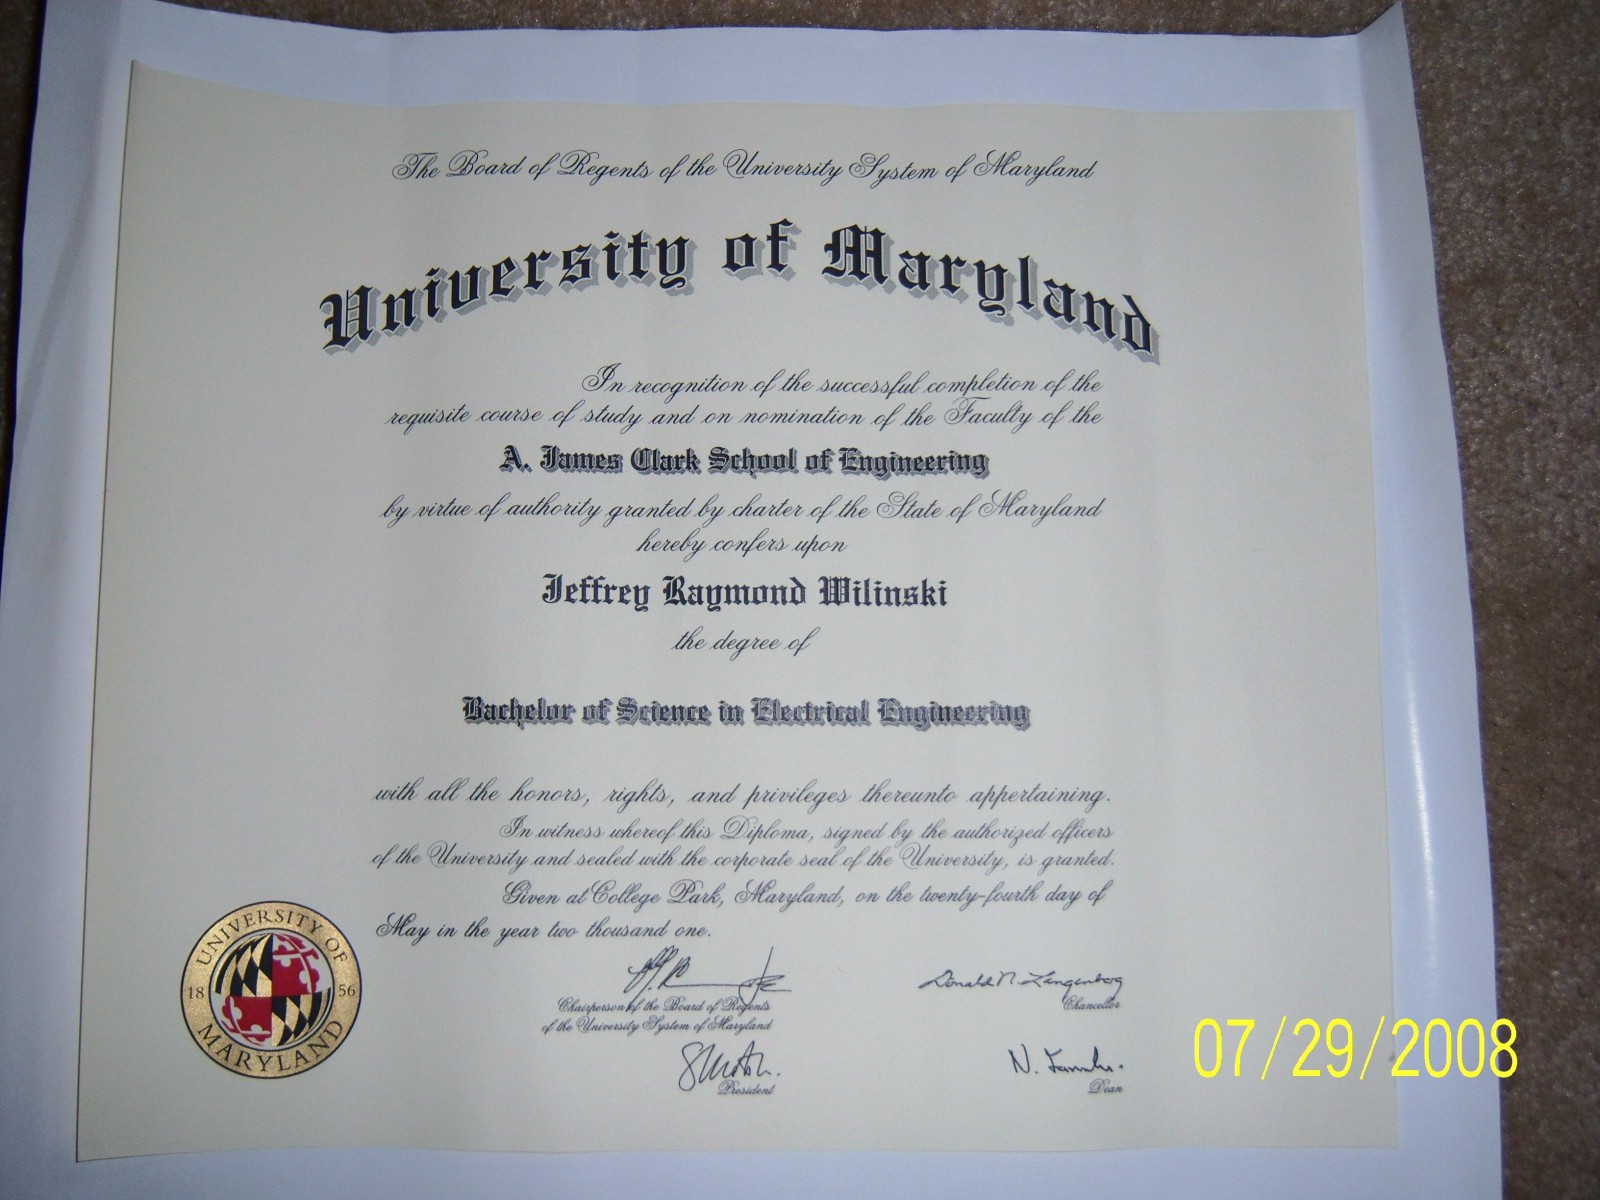 The Board of Regents of the University System of Maryland
University of Maryland
In recognition of the successful completion of the
requisite course of study and on nomination of the Faculty of the
A. James Clark School of Engineering
by virtue of authority granted by charter of the State of Maryland
hereby confers upon
Jeffrey Raymond Wilinski
the degree of
Bachelor of Science in Electrical Engineering
with all the honors, rights, and privileges thereunto appertaining.
In witness whereof this Diploma, signed by the authorized officers
of the University and sealed with the corporate seal of the University, is granted.
Given at College Park, Maryland, on the twenty-fourth day of
May in the year two thousand one.
UNIVERSITY OF
18 56
MARYLAND
Chairperson of the Board of Regents
of the University System of Maryland
Donald N. Langenberg
Chancellor
President
N.
Dean
07/29/2008